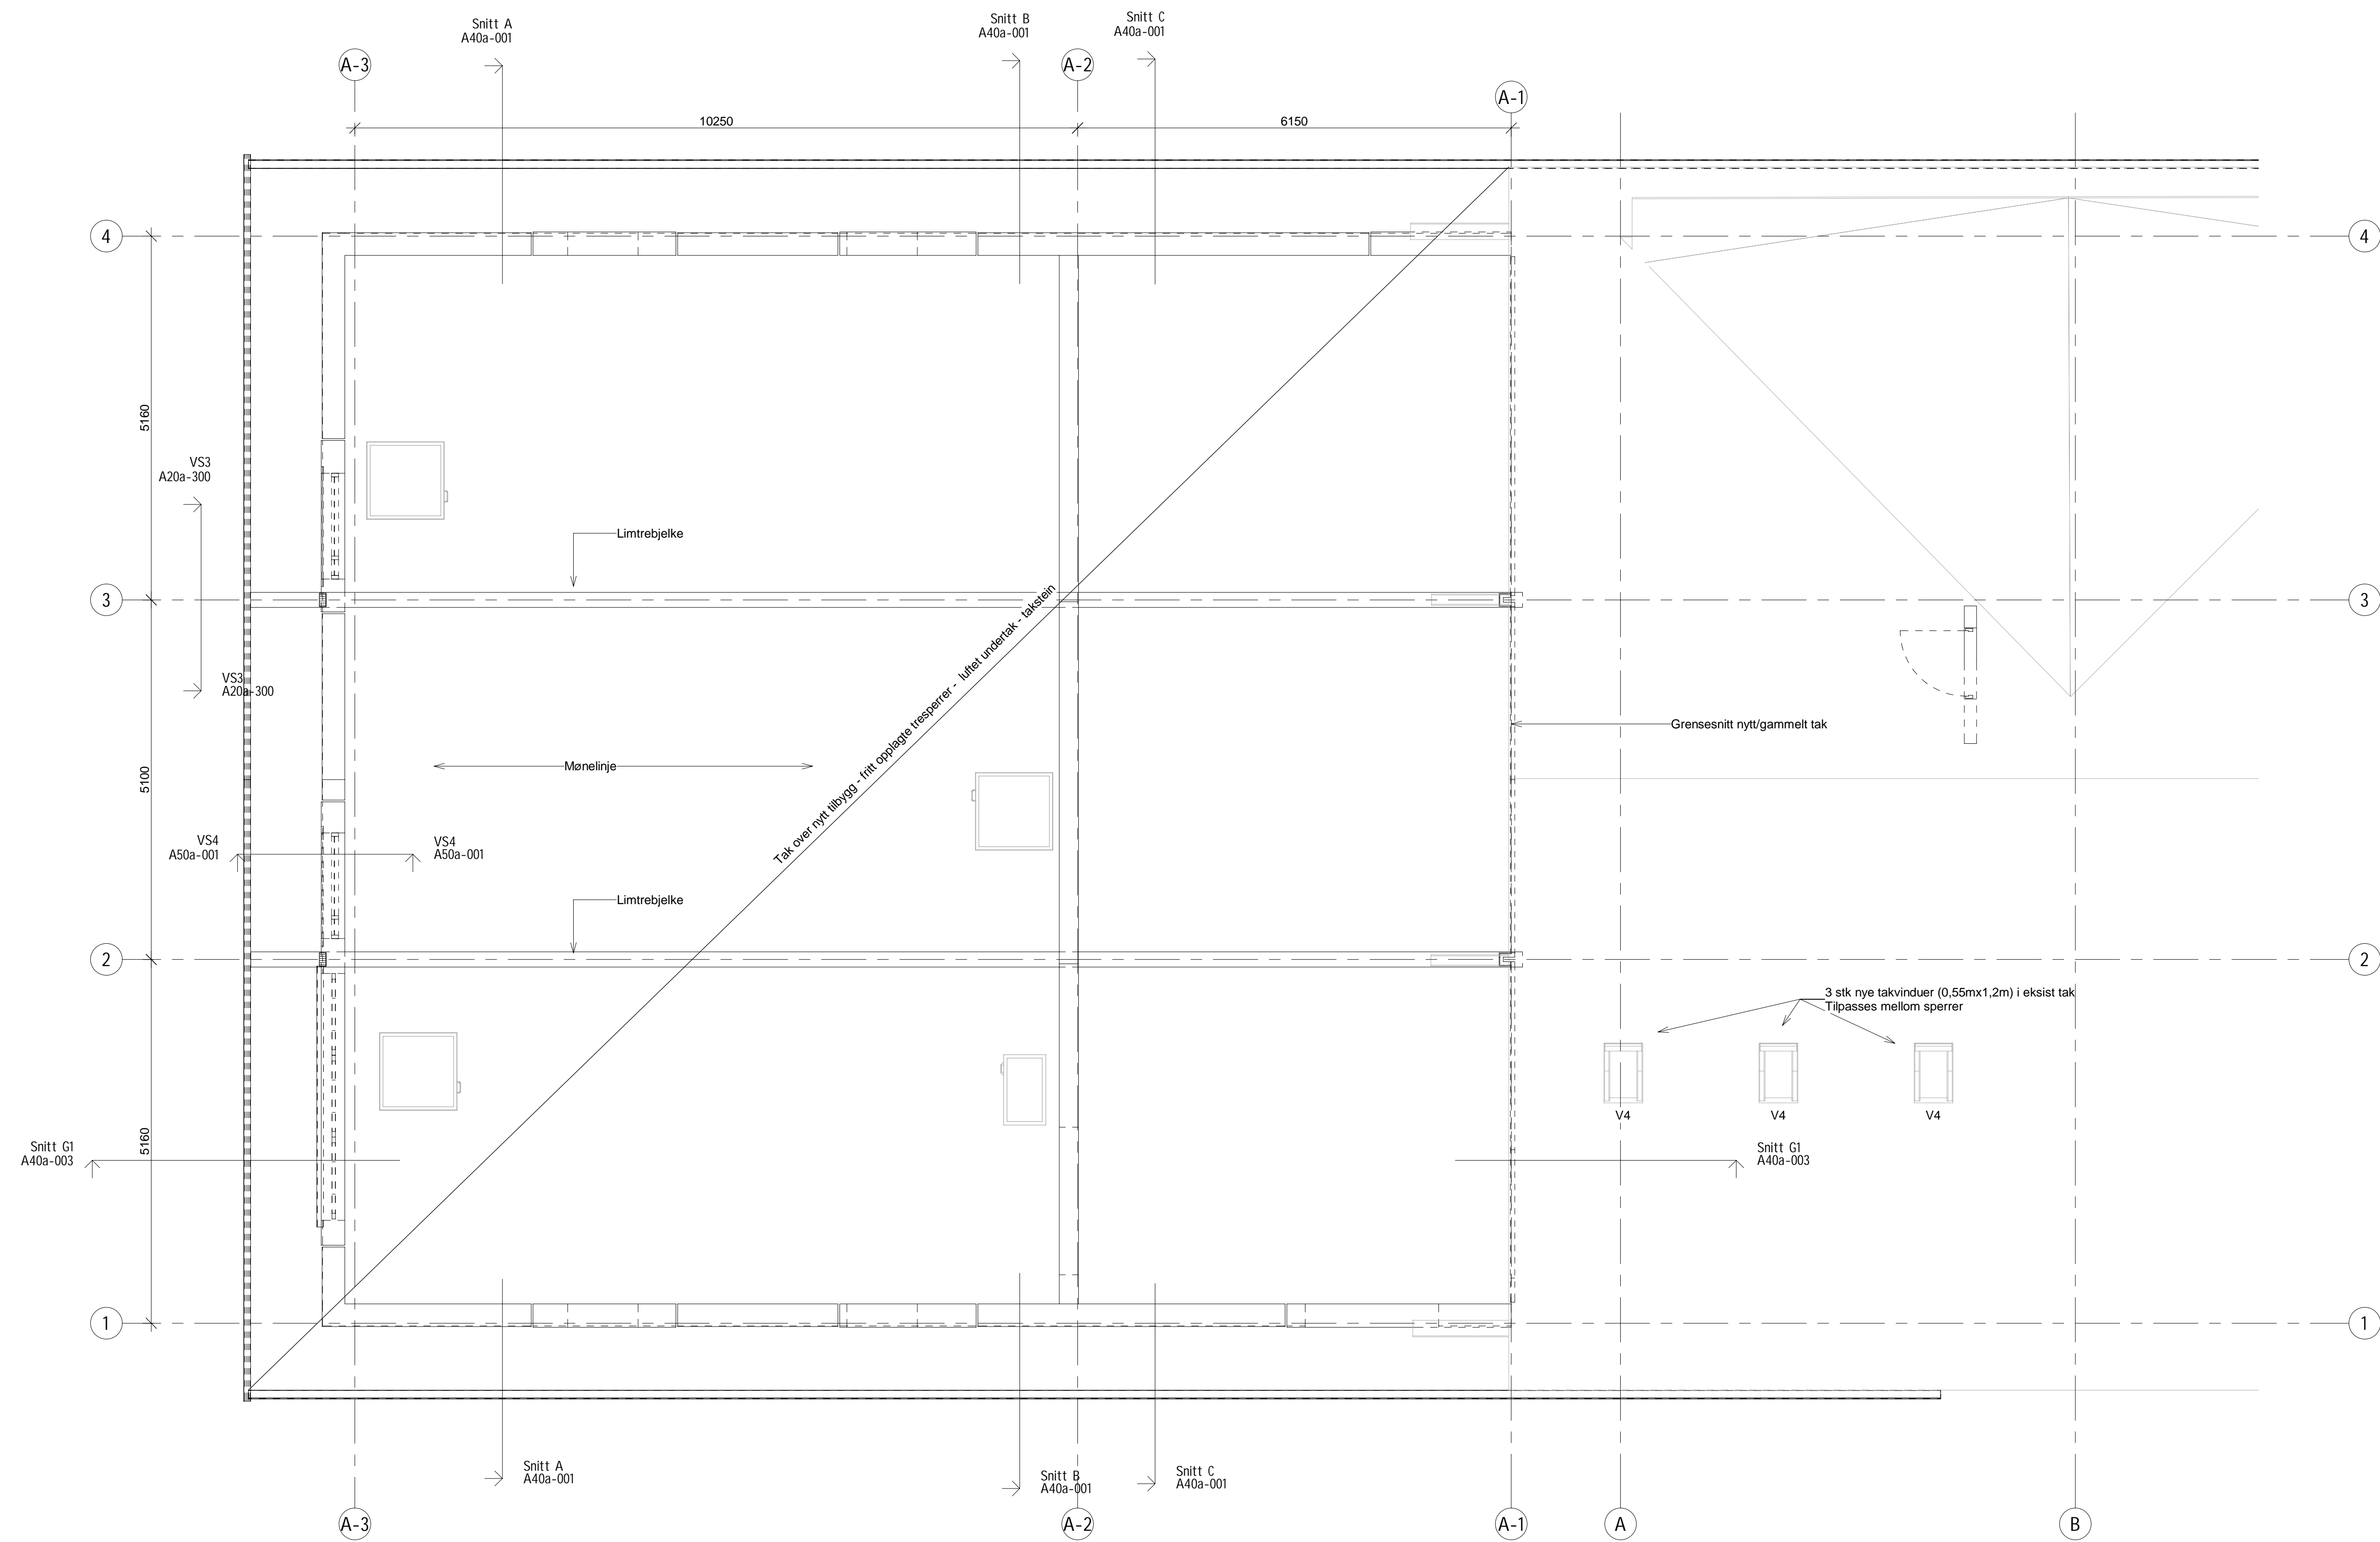 Snitt A
A40a-001
Snitt B
A40a-001
Snitt C
A40a-001
A-3
A-2
A-1
10250
6150
4
4
5160
VS3
A20a-300
Limtrebjelke
3
3
VS3
A20a-300
Tak over nytt tilbygg - fritt opplagte tresperrer - luftet undertak - takstein
Grensesnitt nytt/gammelt tak
Mønelinje
5100
VS4
A50a-001
VS4
A50a-001
Limtrebjelke
2
2
3 stk nye takvinduer (0,55mx1,2m) i eksist tak
Tilpasses mellom sperrer
V4
V4
V4
5160
Snitt G1
A40a-003
Snitt G1
A40a-003
1
1
Snitt A
A40a-001
Snitt B
A40a-001
Snitt C
A40a-001
A-3
A-2
A-1
A
B